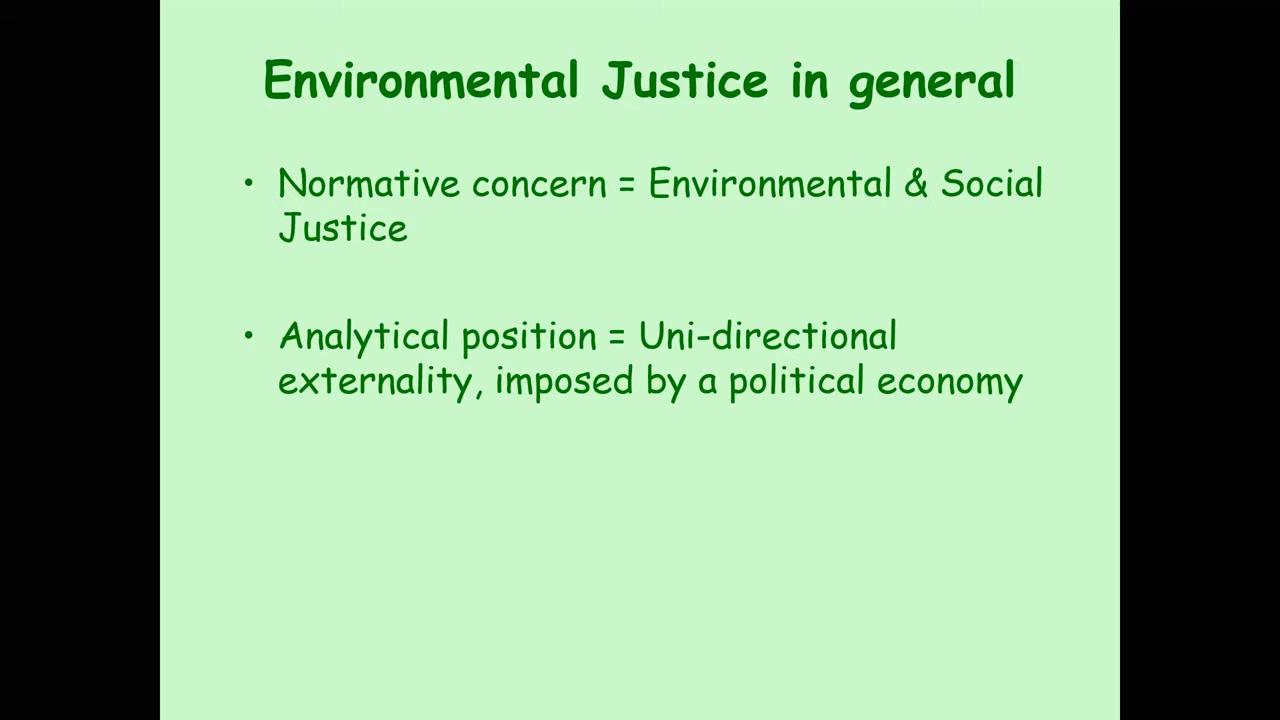 Environmental Justice in general
• Normative concern = Environmental & Social
Justice
• Analytical position = Uni-directional
externality, imposed by a political economy